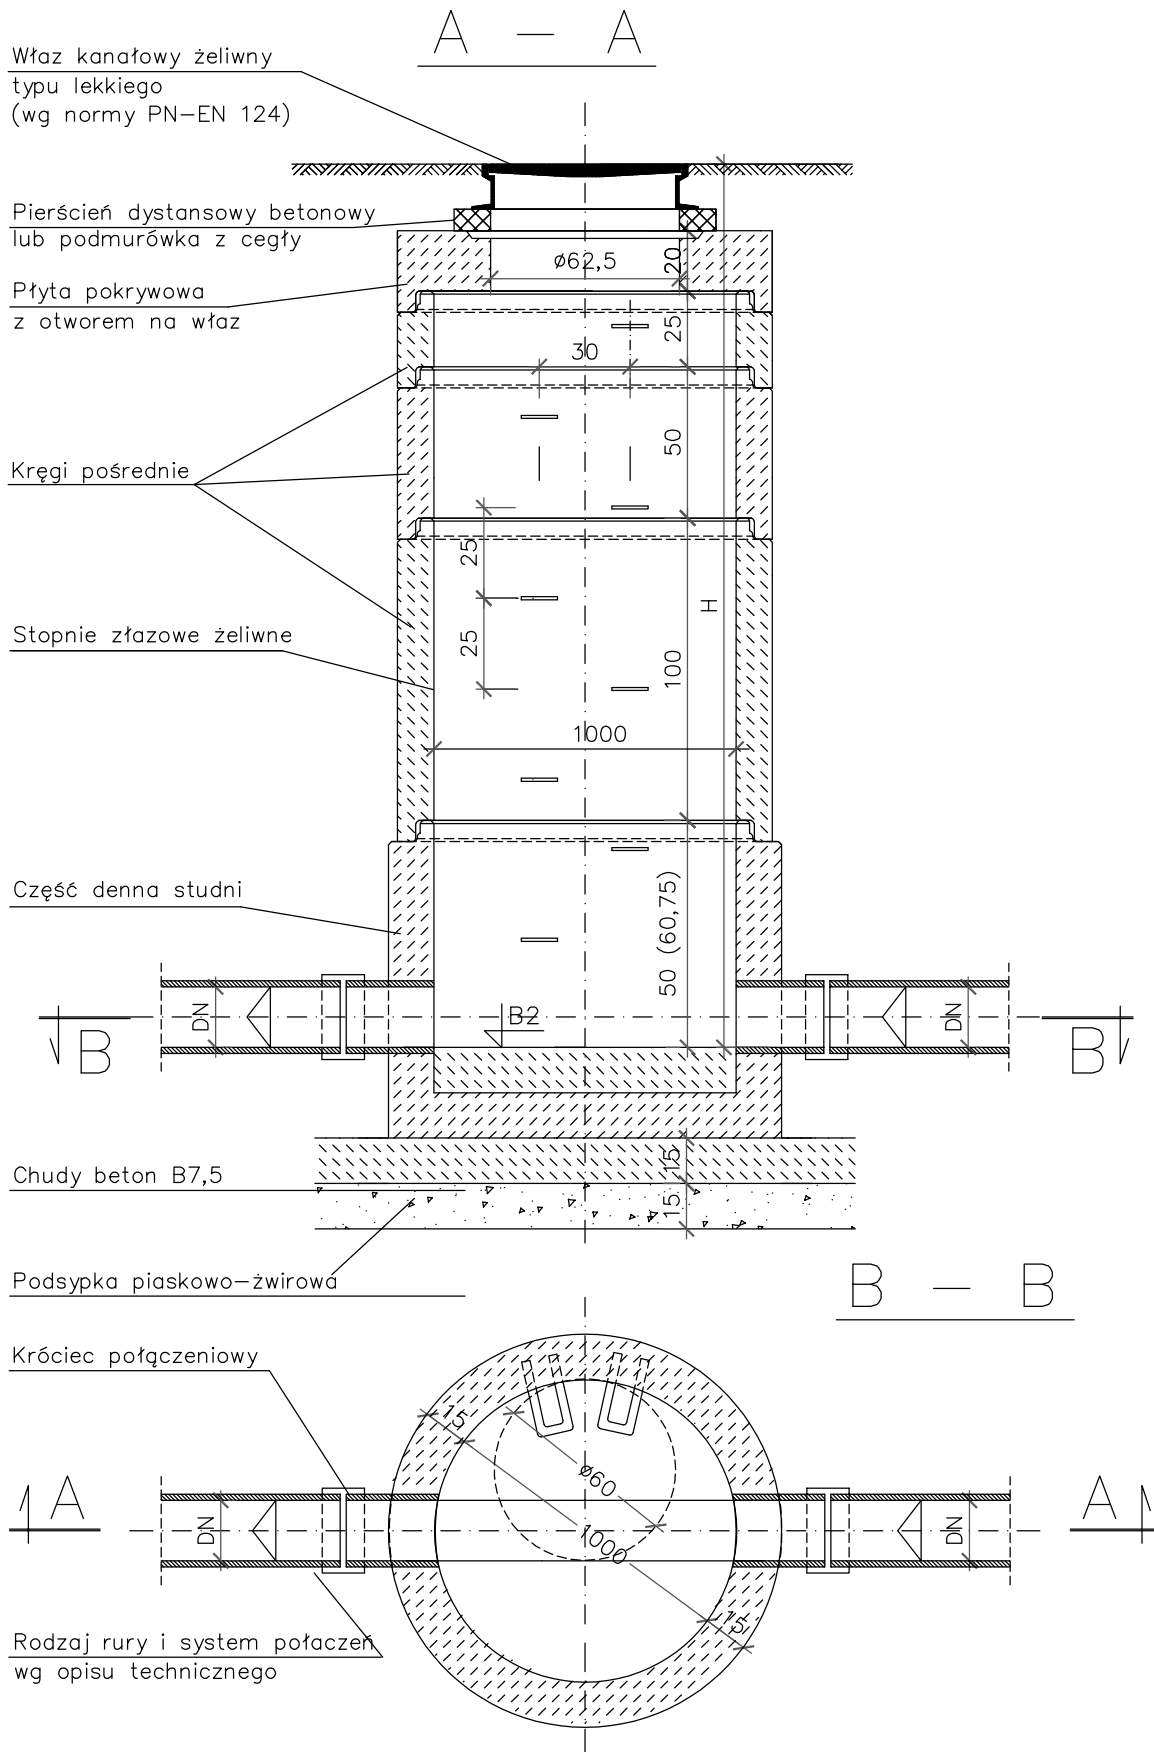 A — A
Właz kanałowy żeliwny
typu lekkiego
(wg normy PN-EN 124)
Pierścień dystansowy betonowy
lub podmurówka z cegły
ø62,5
20
Płyta pokrywowa
z otworem na właz
25
30
50
Kręgi pośrednie
25
H
Stopnie złazowe żeliwne
25
100
1000
Część denna studni
50 (60,75)
DN
B2
DN
B
B
15
Chudy beton B7,5
15
Podsypka piaskowo-żwirowa
B — B
Króciec połączeniowy
15
ø60
A
A
DN
1000
DN
15
Rodzaj rury i system połaczeń
wg opisu technicznego